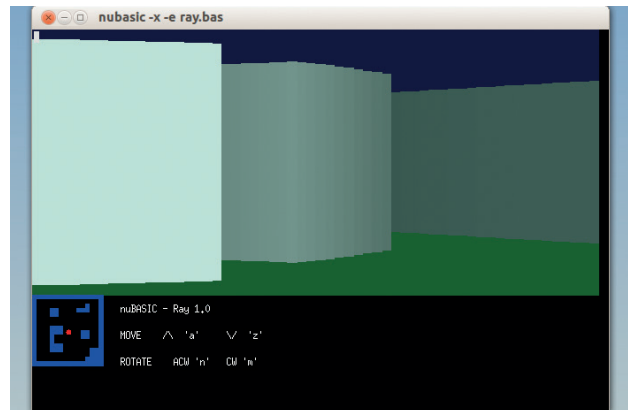 nubasic -x -e ray.bas
nuBASIC - Ray 1.0
MOVE /\ 'a' \/ 'z'
ROTATE ACW 'n' CW 'm'